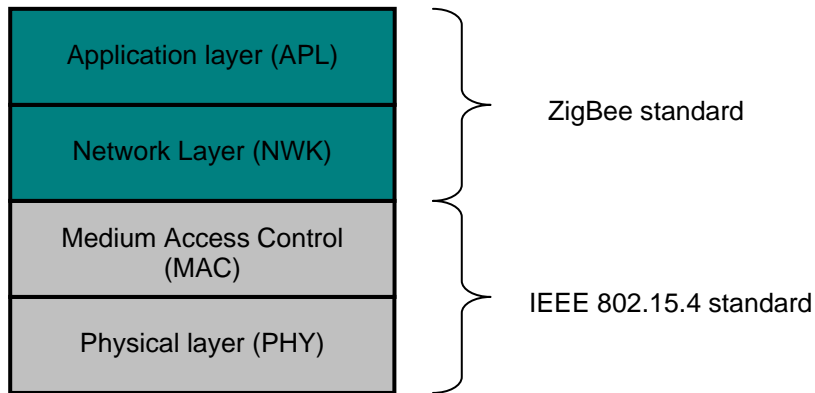 Application layer (APL)
ZigBee standard
Network Layer (NWK)
Medium Access Control
(MAC)
IEEE 802.15.4 standard
Physical layer (PHY)